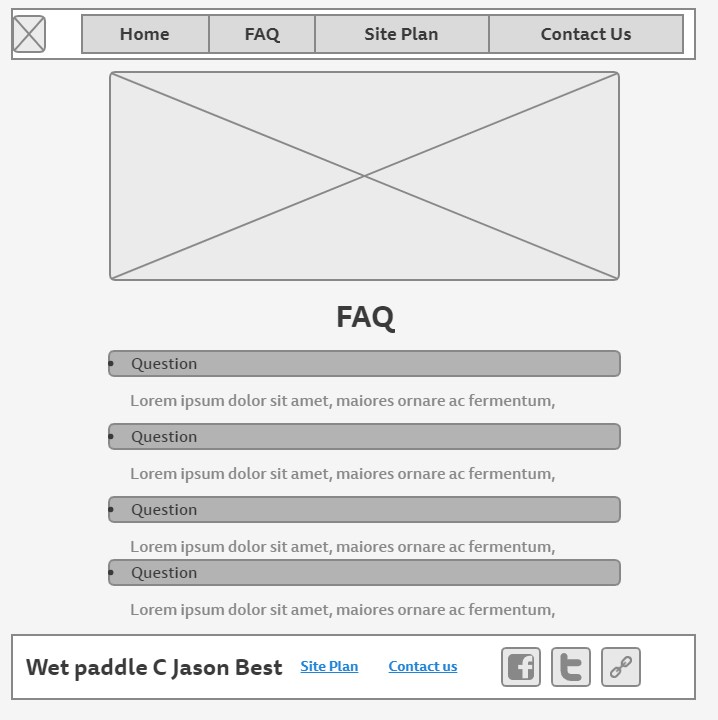 Home FAQ Site Plan Contact Us
FAQ
Question
Lorem ipsum dolor sit amet, maiores ornare ac fermentum,
Question
Lorem ipsum dolor sit amet, maiores ornare ac fermentum,
Question
Lorem ipsum dolor sit amet, maiores ornare ac fermentum,
Question
Lorem ipsum dolor sit amet, maiores ornare ac fermentum,
Wet paddle C Jason Best Site Plan Contact us